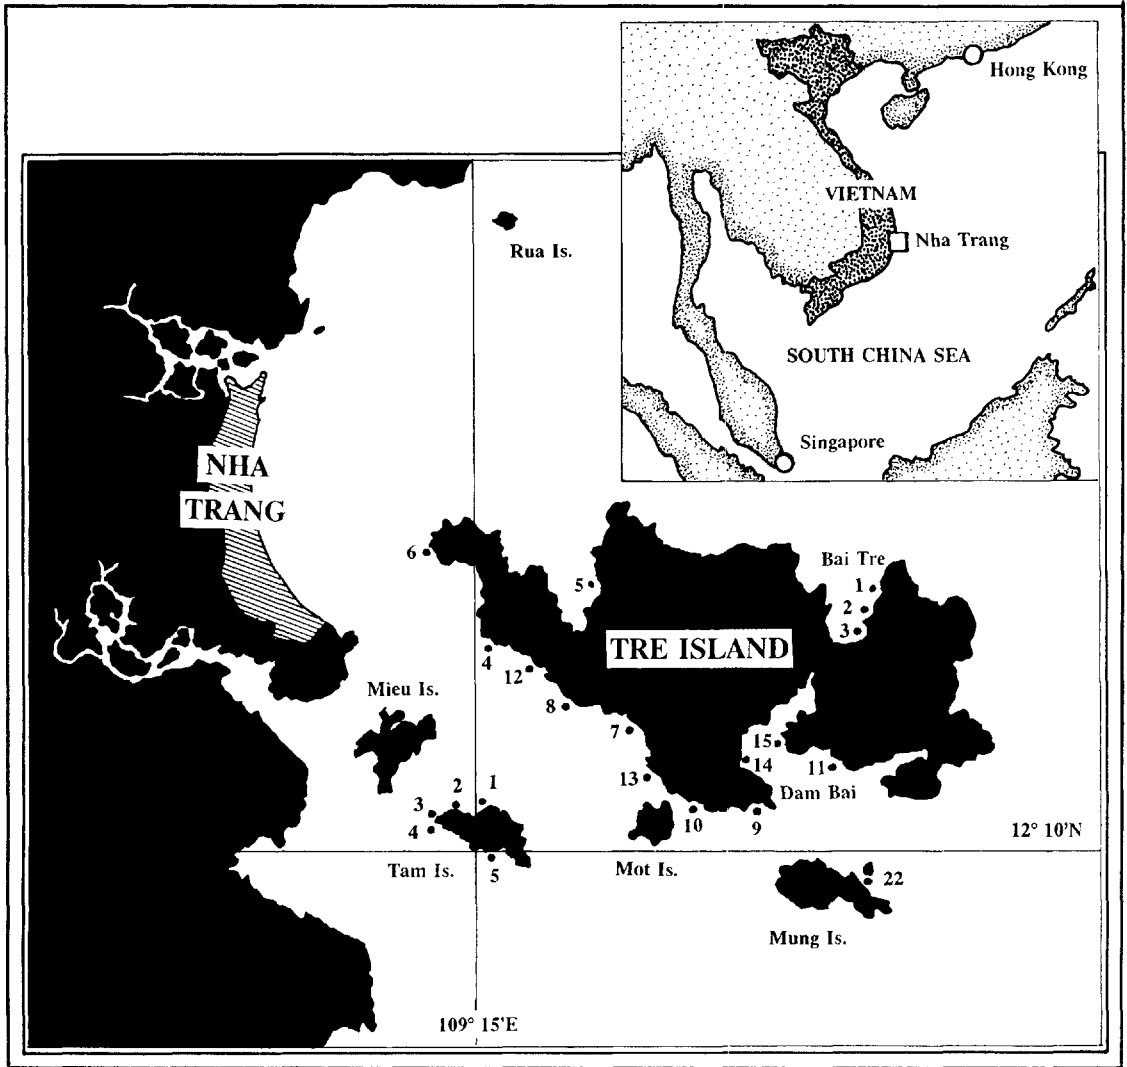 Hong Kong
VIETNAM
Nha Trang
Rua Is.
SOUTH CHINA SEA
Singapore
NHA
TRANG
6
5
Bai Tre
1
2
3
TRE ISLAND
4
12
Mieu Is.
8
7
15
14
11
13
Dam Bai
2
1
3
4
10
9
12° 10'N
Tam Is.
5
Mot Is.
22
Mung Is.
109° 15'E